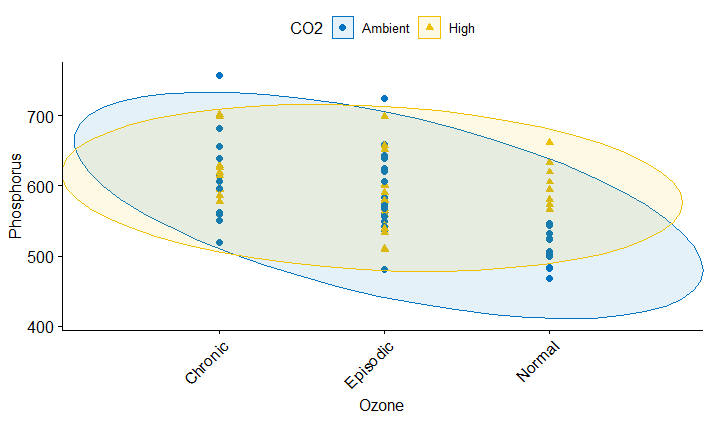 CO2 Ambient High
Phosphorus
700
600
500
400
Chronic
Episodic
Normal
Ozone